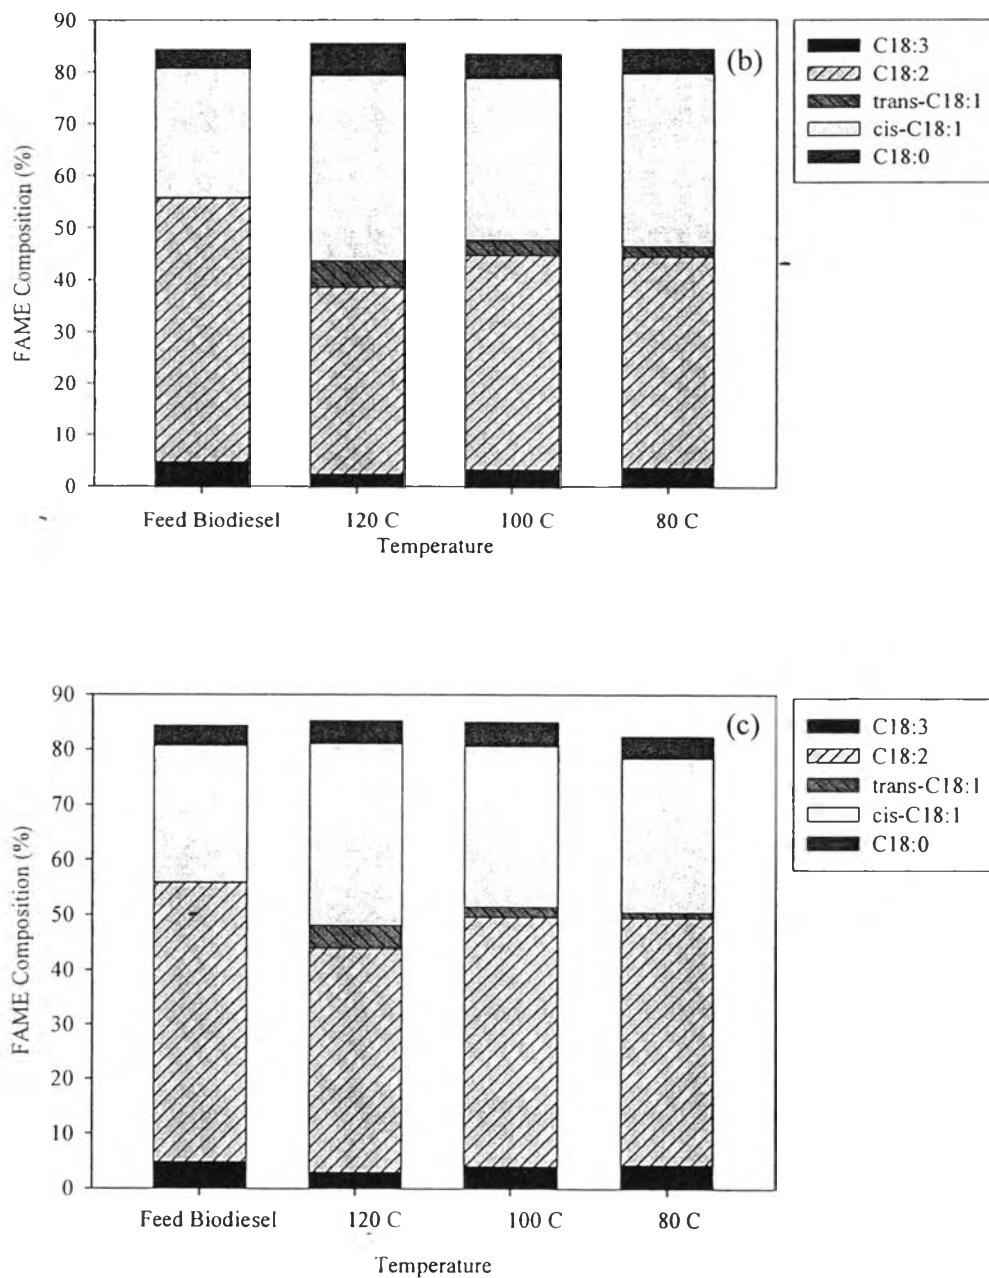 90
80
70
60
50
40
30
20
10
0
FAME Composition (%)
(b)
C18:3
C18:2
trans-C18:1
cis-C18:1
C18:0
Feed Biodiesel 120 C 100 C 80 C
Temperature
90
80
70
60
50
40
30
20
10
0
FAME Composition (%)
(c)
C18:3
C18:2
trans-C18:1
cis-C18:1
C18:0
Feed Biodiesel 120 C 100 C 80 C
Temperature